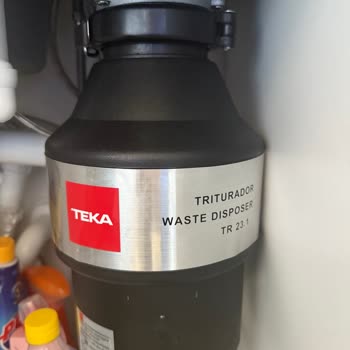 TEKA
TRITURADOR
WASTE DISPOSER
TR 23.1